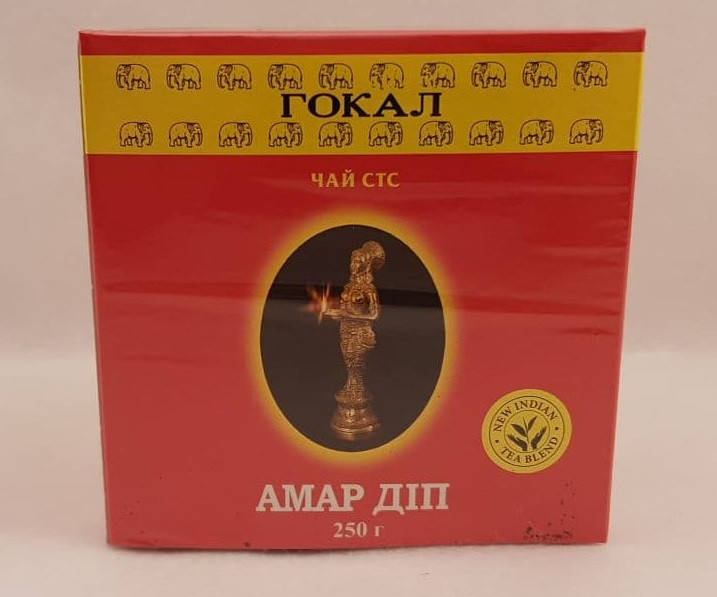 ГОКАЛ
ЧАЙ СТС
NEW INDIAN
TEA BLEND
АМАР ДІП
250 г